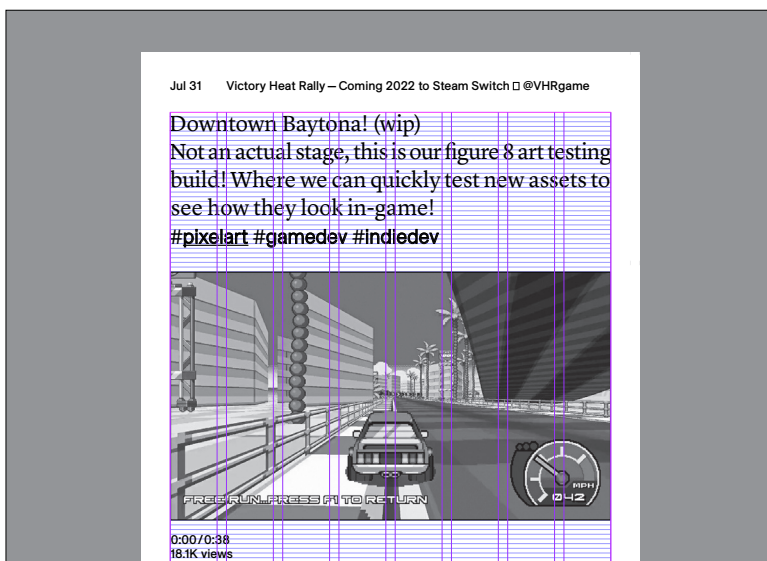 Jul 31 Victory Heat Rally — Coming 2022 to Steam Switch ▯ @VHRgame
Downtown Baytona! (wip)
Not an actual stage, this is our figure 8 art testing
build! Where we can quickly test new assets to
see how they look in-game!
#pixelart #gamedev #indiedev
FREE RUN...PRESS F1 TO RETURN
MPH
042
0:00/0:38
18.1K views